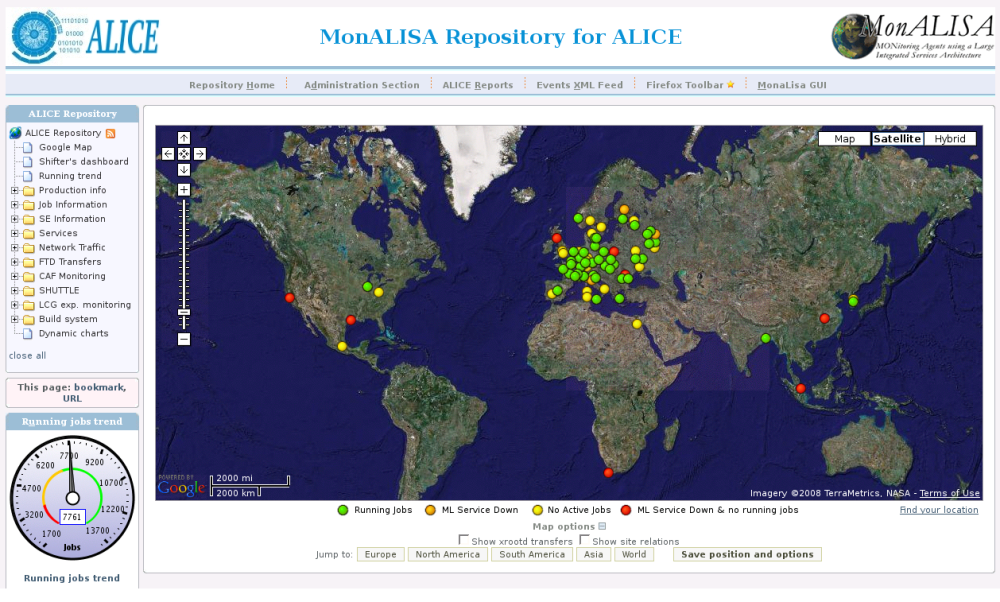 11101010
01000
0101010
101010
ALICE
MonALISA Repository for ALICE
MonALISA
MONitoring Agents using a Large
Integrated Services Architecture
Repository Home
Administration Section
ALICE Reports
Events XML Feed
Firefox Toolbar
MonaLisa GUI
ALICE Repository
ALICE Repository
Google Map
Shifter's dashboard
Running trend
Production info
Job Information
SE Information
Services
Network Traffic
FTD Transfers
CAF Monitoring
SHUTTLE
LCG exp. monitoring
Build system
Dynamic charts
close all
This page: bookmark,
URL
Running jobs trend
1700
3200
4700
6200
7700
9200
10700
12200
13700
7761
Jobs
Running jobs trend
Map
Satellite
Hybrid
POWERED BY
Google
2000 mi
2000 km
Imagery ©2008 TerraMetrics, NASA - Terms of Use
Running Jobs
ML Service Down
No Active Jobs
ML Service Down & no running jobs
Find your location
Map options
Show xrootd transfers
Show site relations
Jump to:
Europe
North America
South America
Asia
World
Save position and options